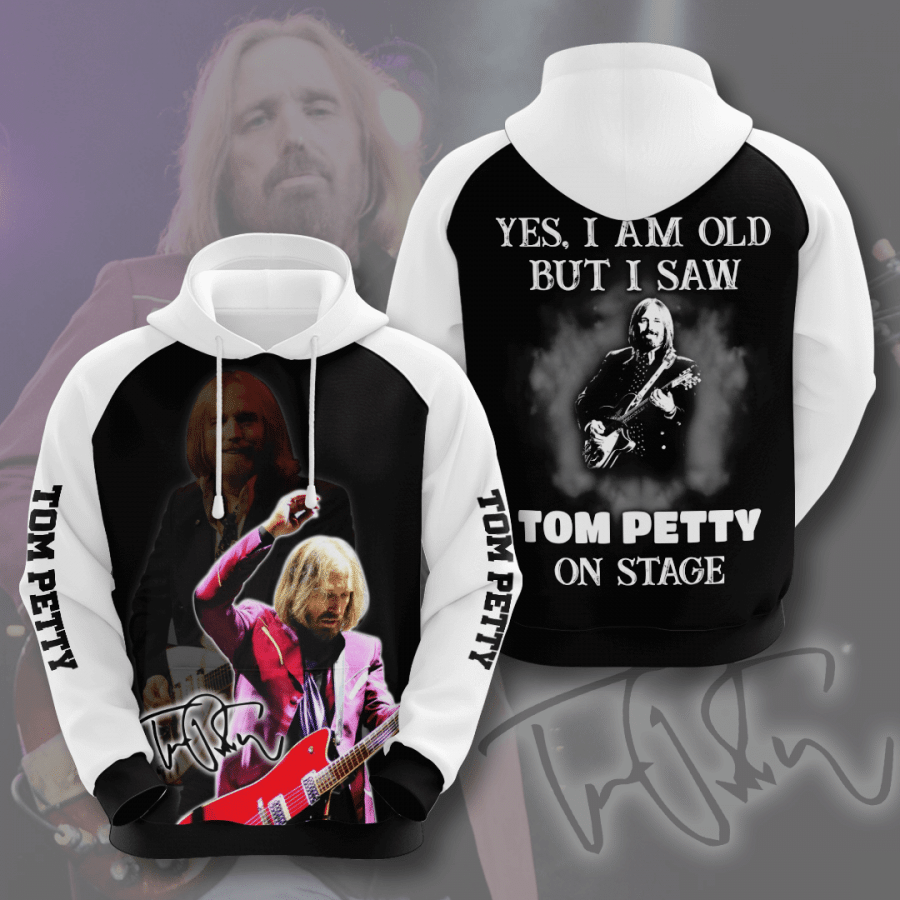 TOM PETTY
TOM PETTY
YES, I AM OLD
BUT I SAW
TOM PETTY
ON STAGE